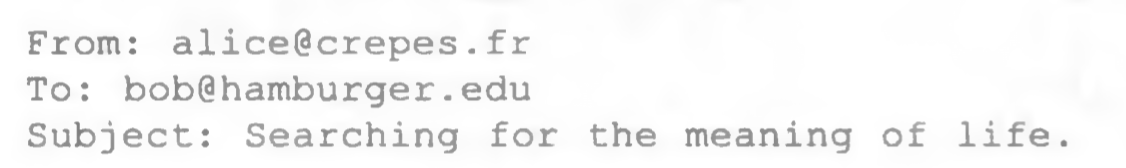 From: alice@crepes.fr
To: bob@hamburger.edu
Subject: Searching for the meaning of life.